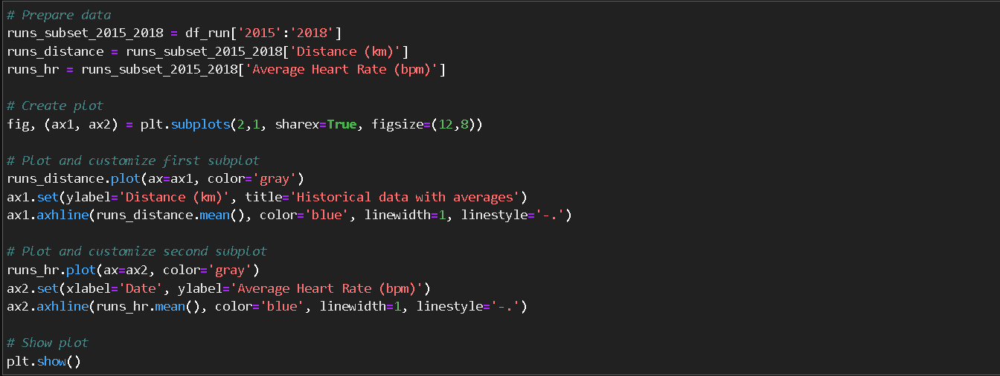 # Prepare data
runs_subset_2015_2018 = df_run['2015':'2018']
runs_distance = runs_subset_2015_2018['Distance (km)']
runs_hr = runs_subset_2015_2018['Average Heart Rate (bpm)']
# Create plot
fig, (ax1, ax2) = plt.subplots(2,1, sharex=True, figsize=(12,8))
# Plot and customize first subplot
runs_distance.plot(ax=ax1, color='gray')
ax1.set(ylabel='Distance (km)', title='Historical data with averages')
ax1.axhline(runs_distance.mean(), color='blue', linewidth=1, linestyle='-.')
# Plot and customize second subplot
runs_hr.plot(ax=ax2, color='gray')
ax2.set(xlabel='Date', ylabel='Average Heart Rate (bpm)')
ax2.axhline(runs_hr.mean(), color='blue', linewidth=1, linestyle='-.')
# Show plot
plt.show()